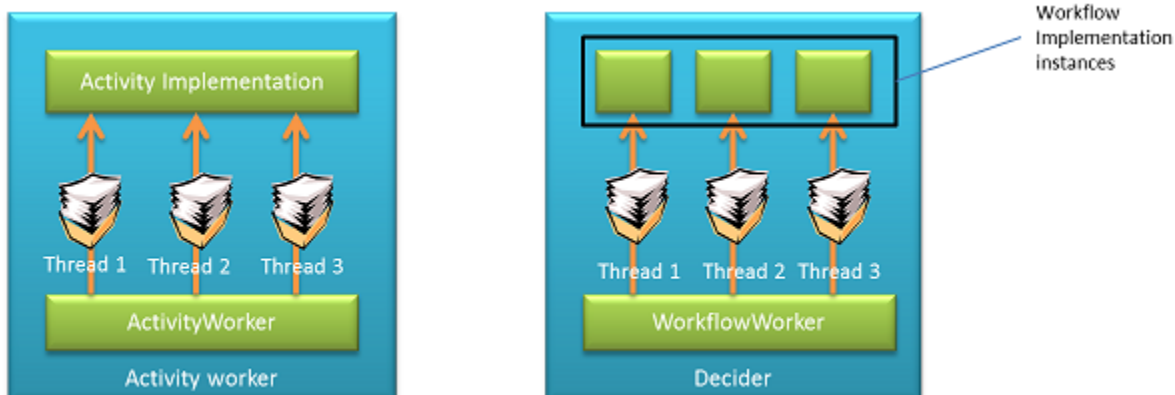 Activity Implementation
Thread 1
Thread 2
Thread 3
ActivityWorker
Activity worker
Workflow
Implementation
instances
Thread 1
Thread 2
Thread 3
WorkflowWorker
Decider